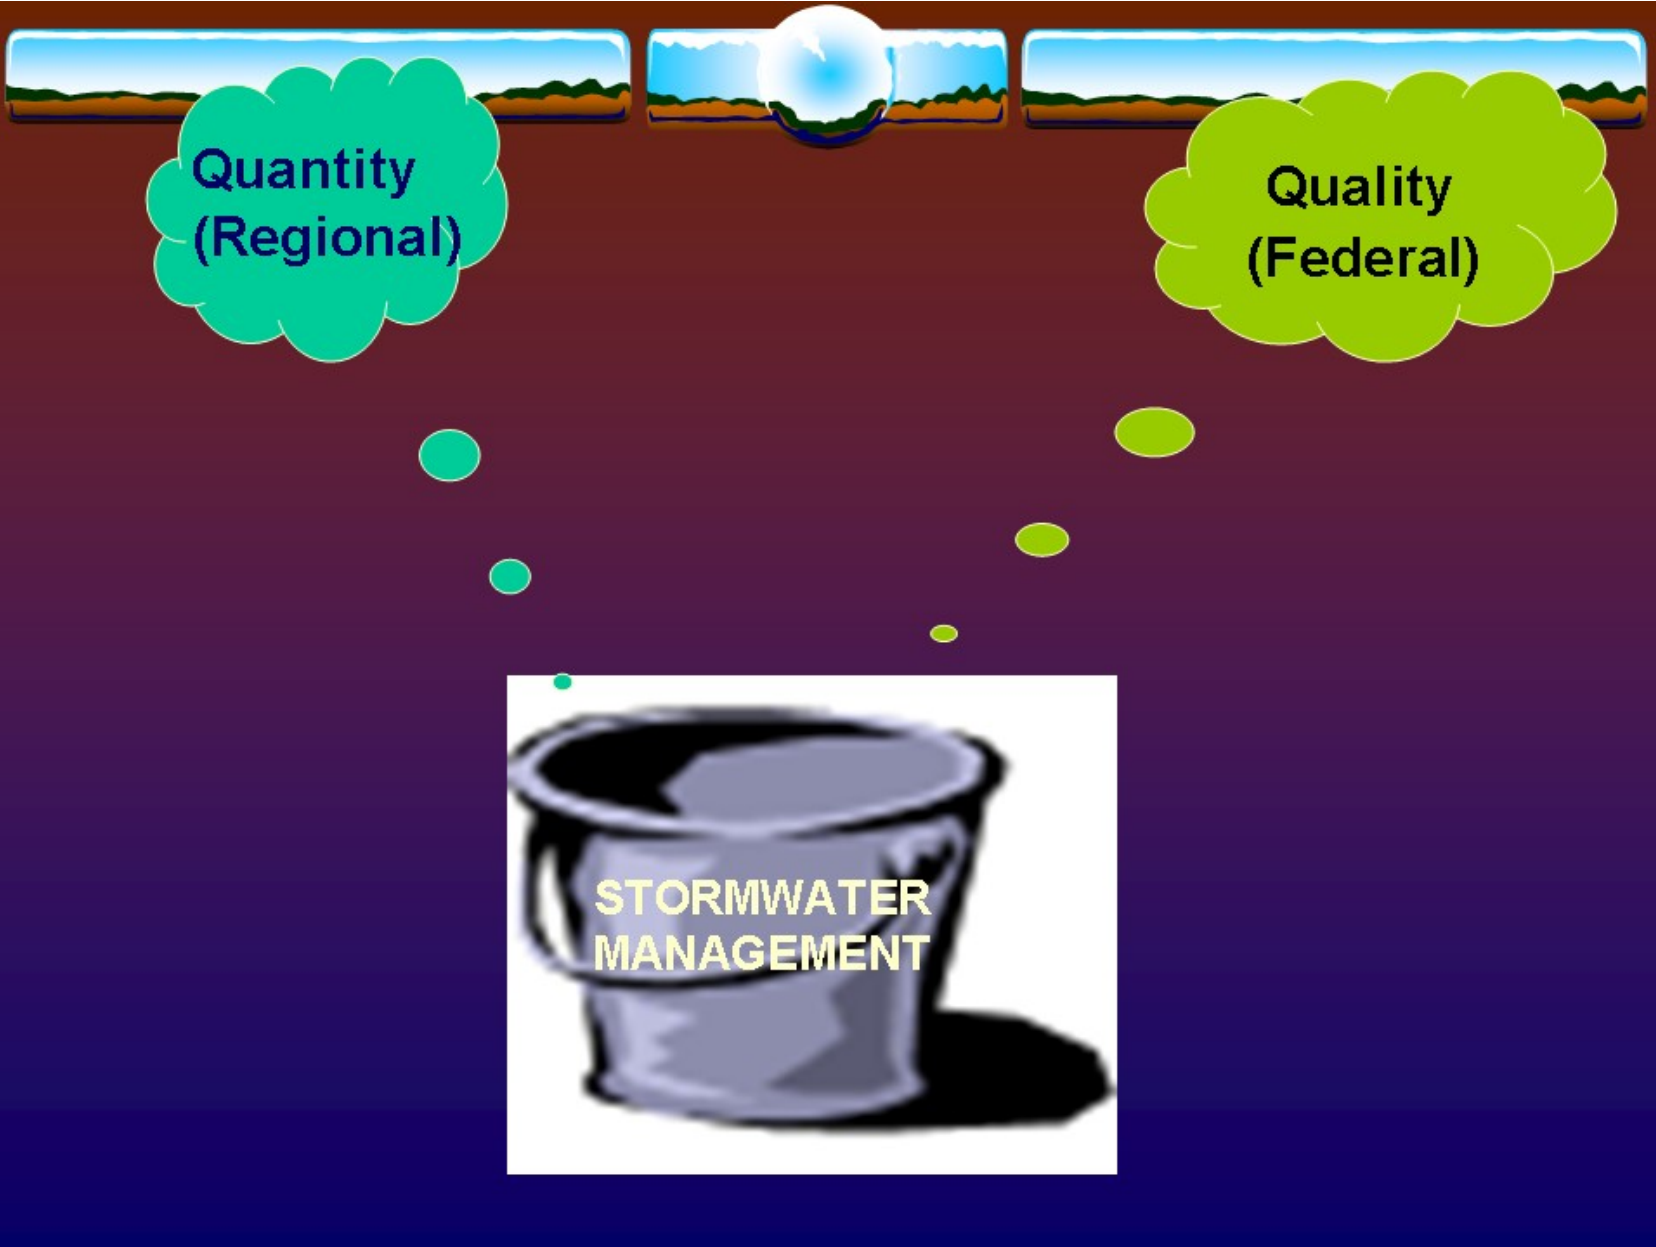 Quantity
(Regional)
Quality
(Federal)
STORMWATER
MANAGEMENT